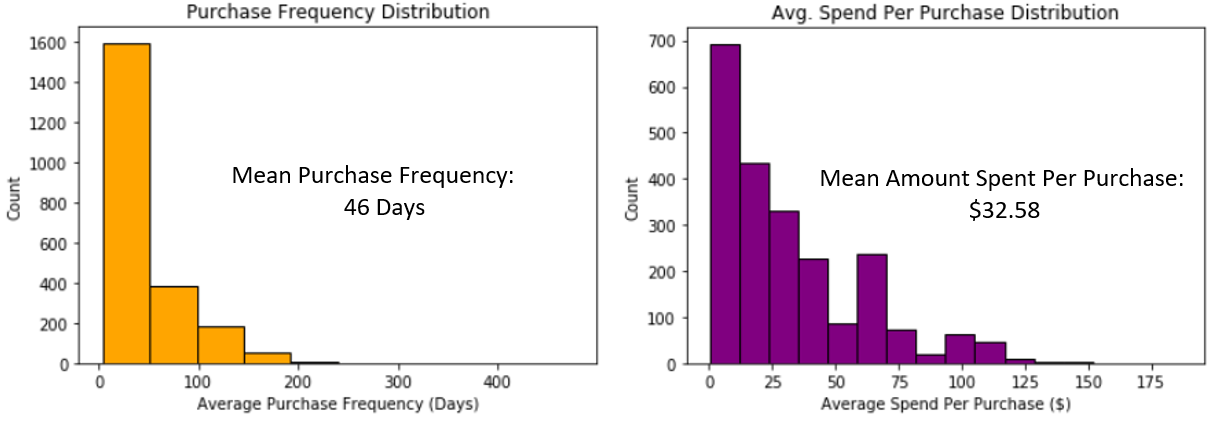 Purchase Frequency Distribution
1600
1400
1200
1000
800
600
400
200
0
Count
Mean Purchase Frequency:
46 Days
0 100 200 300 400
Average Purchase Frequency (Days)
Avg. Spend Per Purchase Distribution
700
600
500
400
300
200
100
0
Count
Mean Amount Spent Per Purchase:
$32.58
0 25 50 75 100 125 150 175
Average Spend Per Purchase ($)